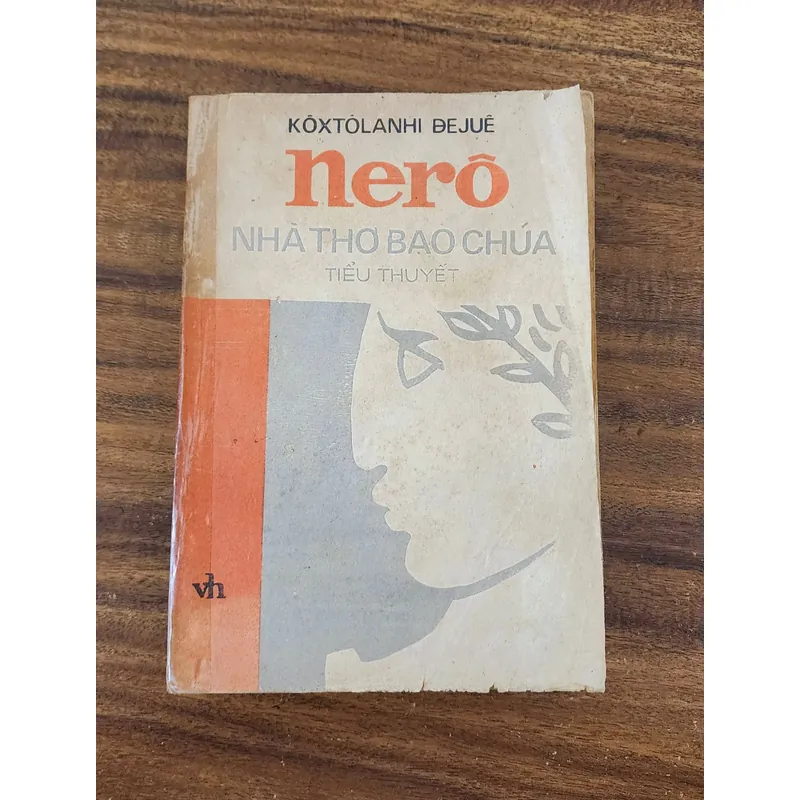 KÔXTÔLANHI ĐEJUÊ
nerô
NHÀ THƠ BẠO CHÚA
TIỂU THUYẾT
vh